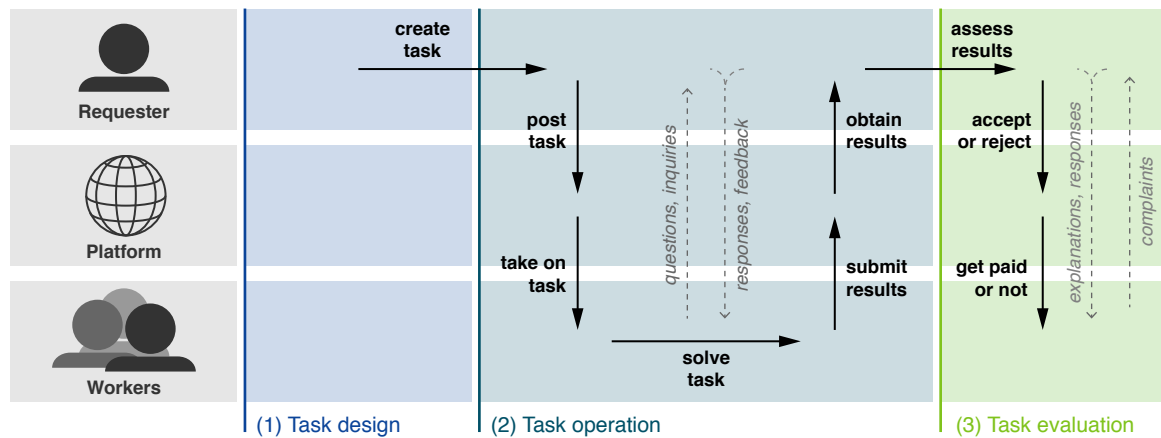 Requester
Platform
Workers
create
task
post
task
take on
task
questions, inquiries
responses, feedback
solve
task
obtain
results
submit
results
assess
results
accept
or reject
get paid
or not
explanations, responses
complaints
(1) Task design
(2) Task operation
(3) Task evaluation